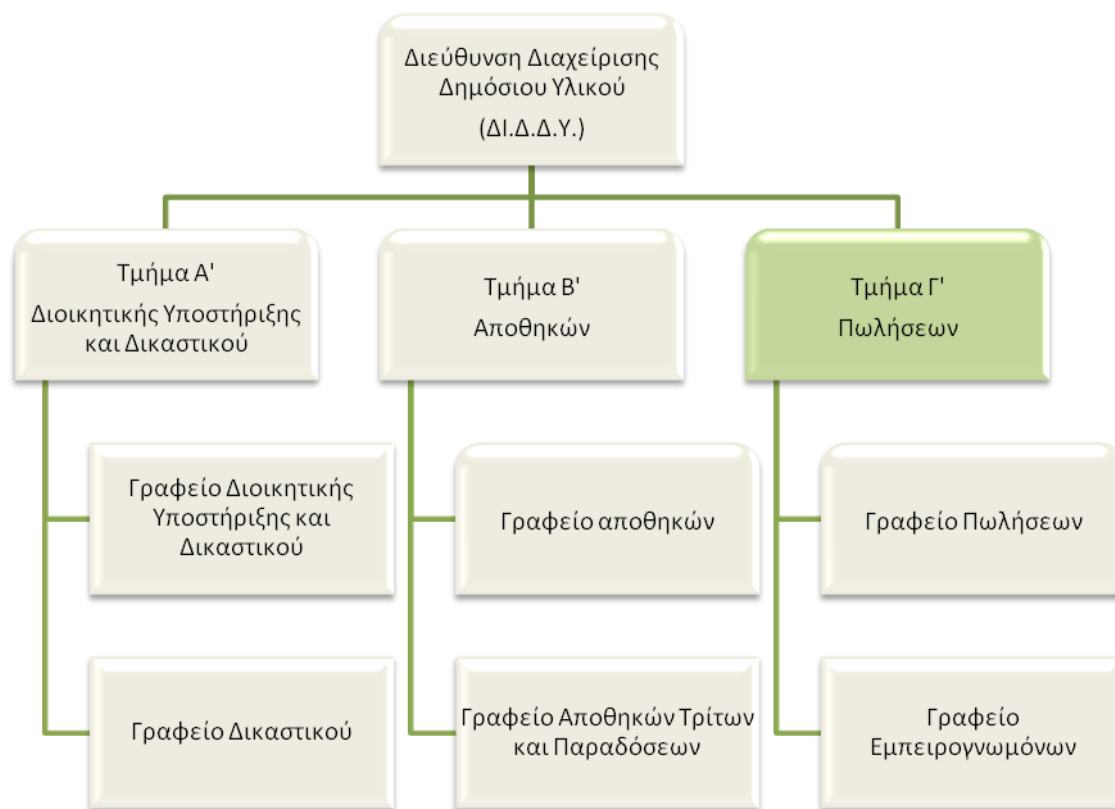 Διεύθυνση Διαχείρισης
Δημόσιου Υλικού
(ΔΙ.Δ.Δ.Υ.)
Τμήμα Α'
Διοικητικής Υποστήριξης
και Δικαστικού
Τμήμα Β'
Αποθηκών
Τμήμα Γ'
Πωλήσεων
Γραφείο Διοικητικής
Υποστήριξης και
Δικαστικού
Γραφείο αποθηκών
Γραφείο Πωλήσεων
Γραφείο Δικαστικού
Γραφείο Αποθηκών Τρίτων
και Παραδόσεων
Γραφείο
Εμπειρογνωμόνων